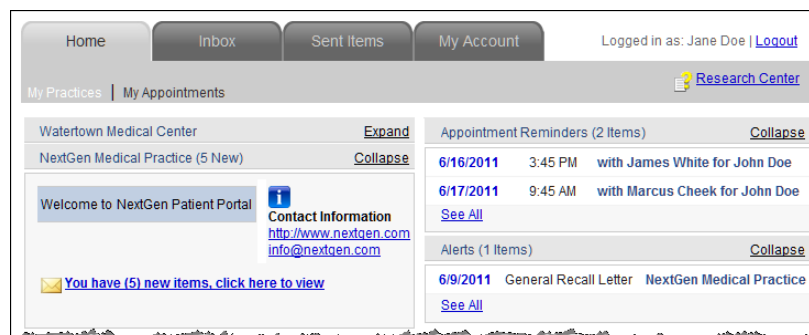 Home
Inbox
Sent Items
My Account
Logged in as: Jane Doe | Logout
Research Center
My Practices | My Appointments
Watertown Medical Center Expand
NextGen Medical Practice (5 New) Collapse
Welcome to NextGen Patient Portal
Contact Information
http://www.nextgen.com
info@nextgen.com
You have (5) new items, click here to view
Appointment Reminders (2 Items) Collapse
6/16/2011 3:45 PM with James White for John Doe
6/17/2011 9:45 AM with Marcus Cheek for John Doe
See All
Alerts (1 Items) Collapse
6/9/2011 General Recall Letter NextGen Medical Practice
See All